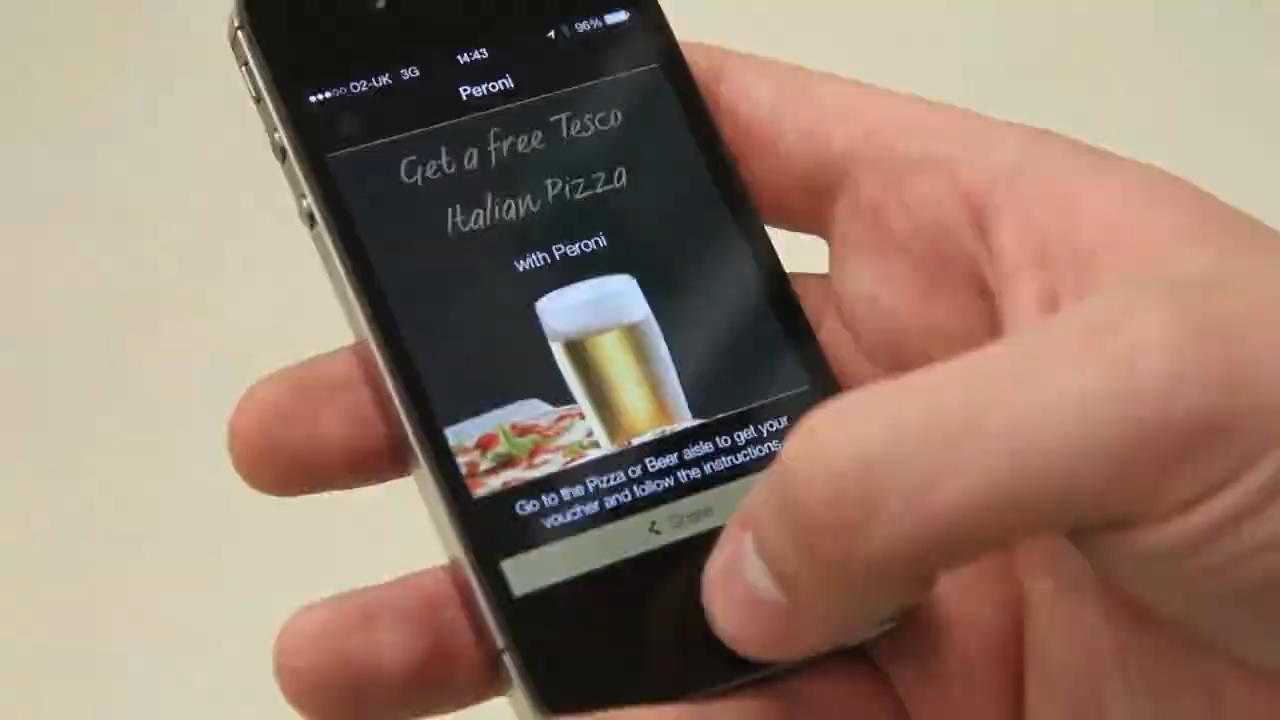 O2-UK 3G 14:43 96%
Peroni
Get a free Tesco
Italian Pizza
with Peroni
Go to the Pizza or Beer aisle to get your
voucher and follow the instructions.
Share